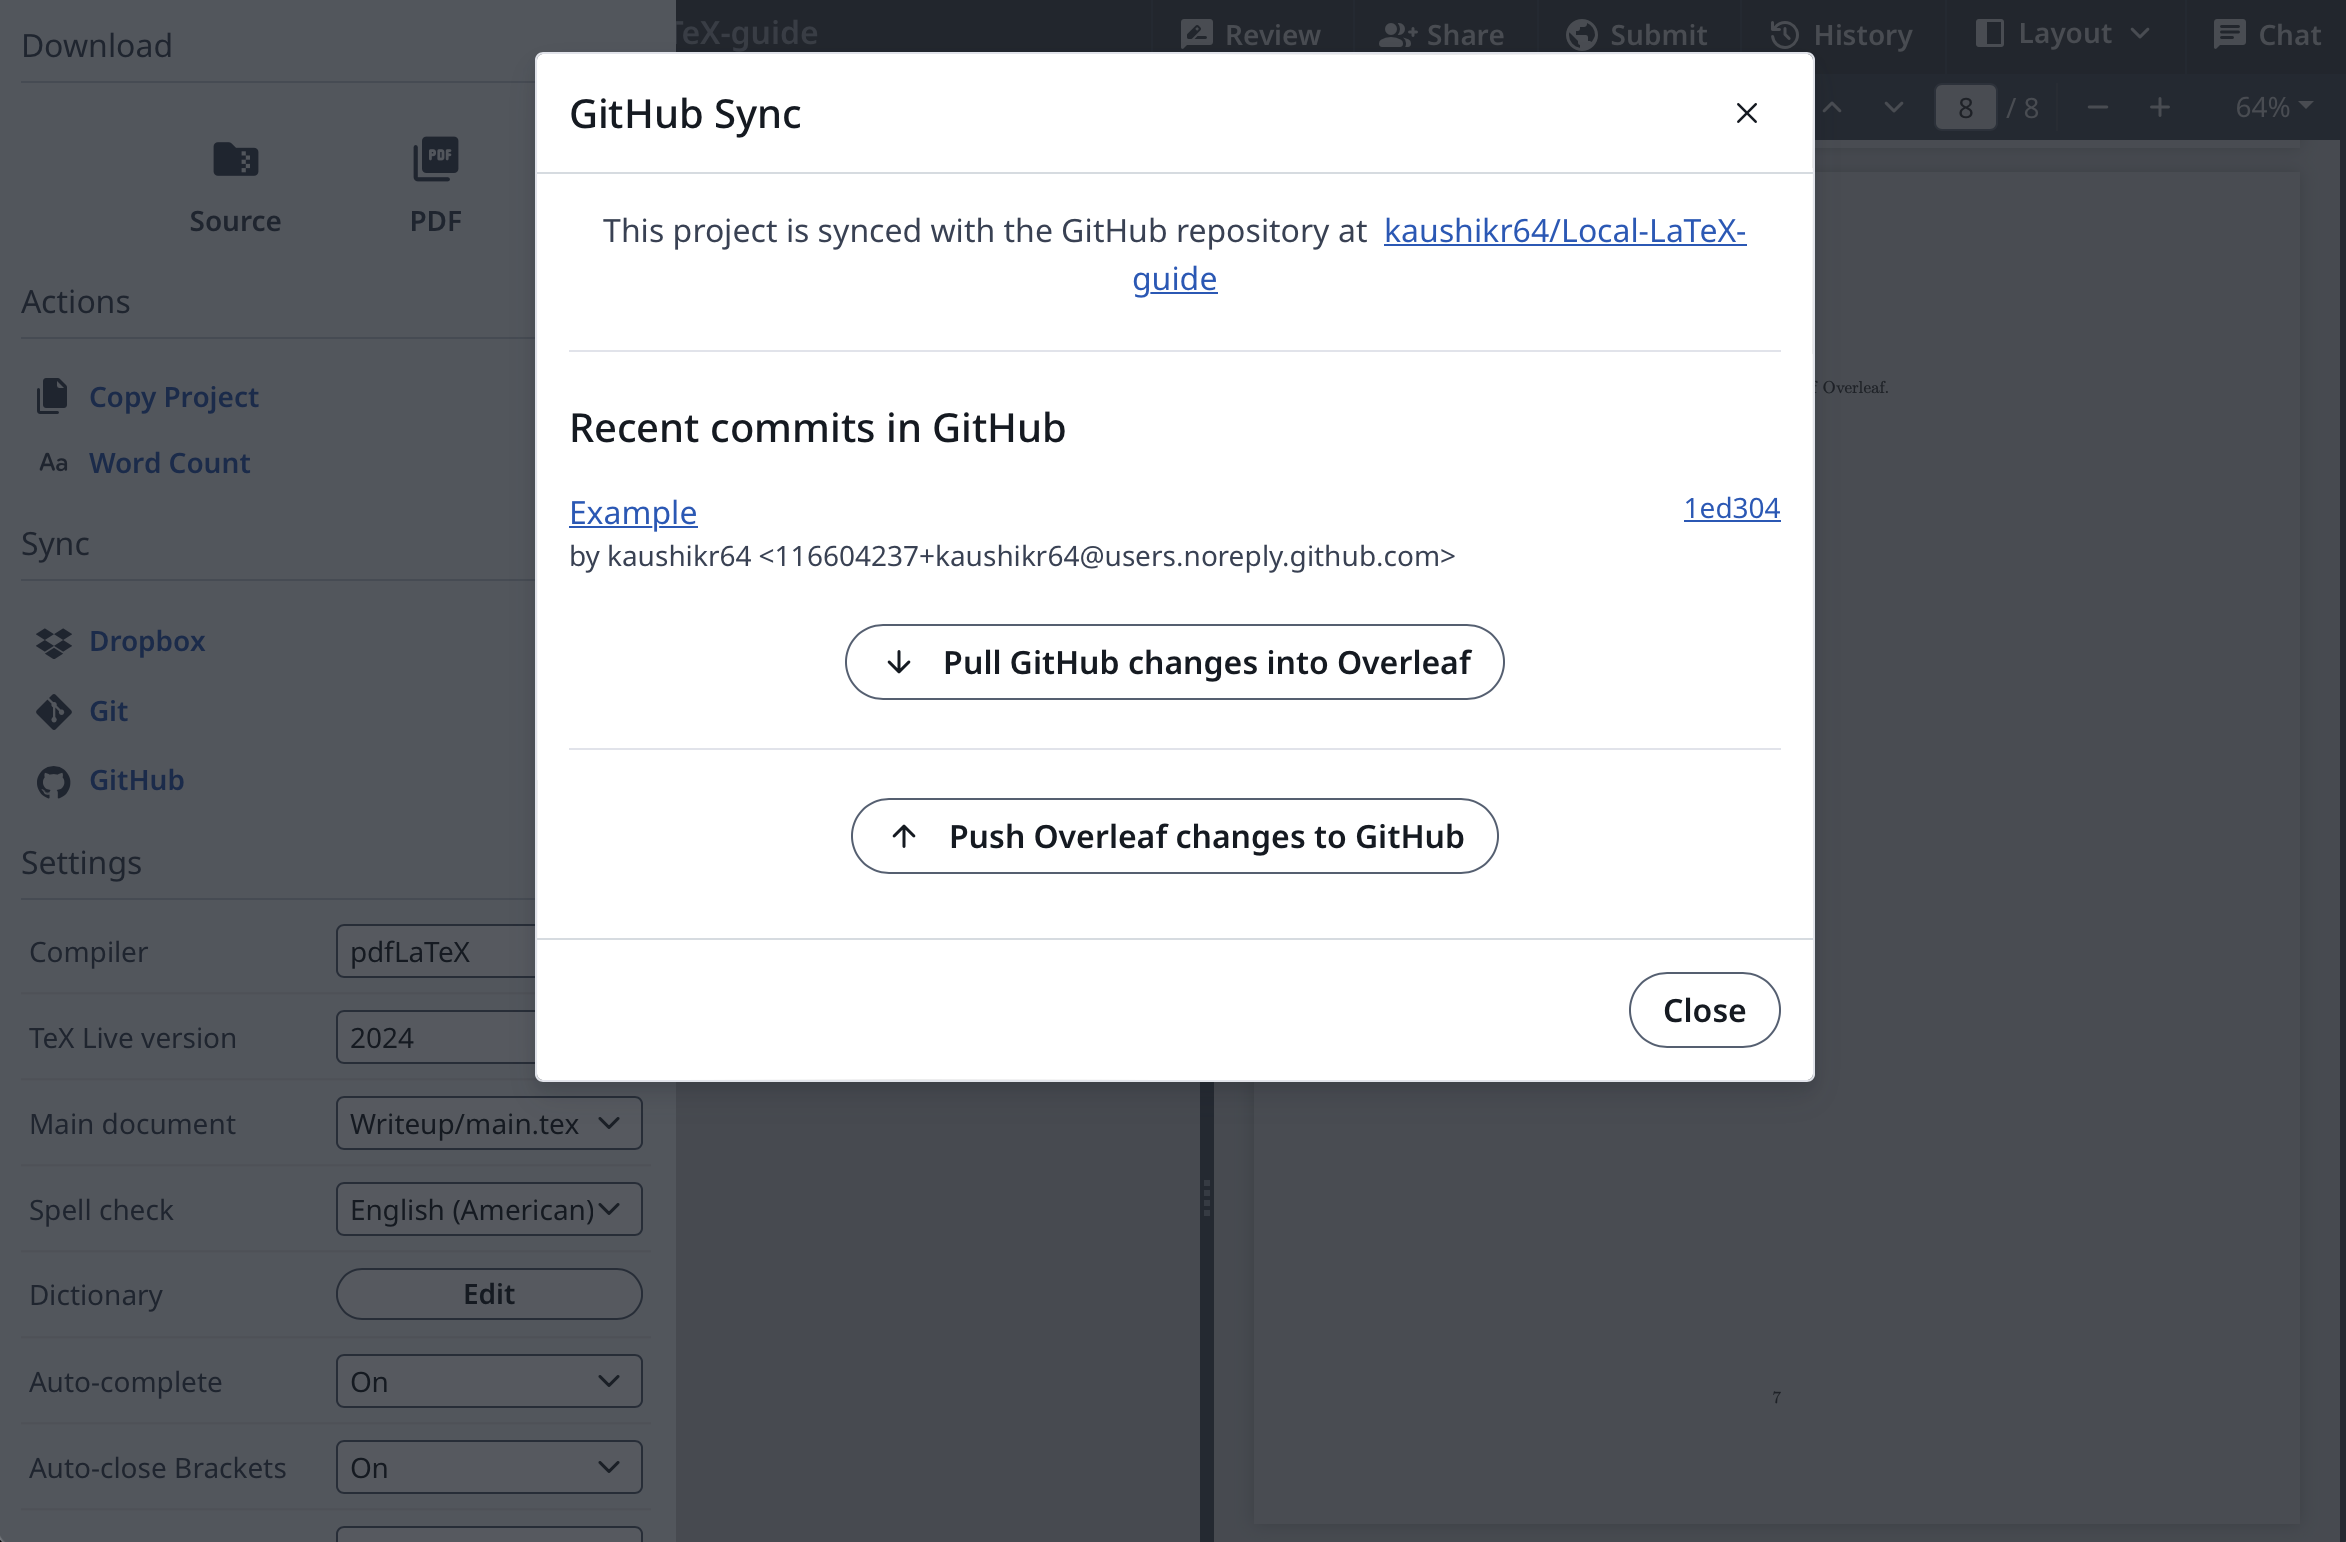 Download
TeX-guide
Review
Share
Submit
History
Layout
Chat
8 / 8
64%
Source
PDF
PDF
Actions
Copy Project
Aa Word Count
Sync
Dropbox
Git
GitHub
Settings
Compiler
pdfLaTeX
TeX Live version
2024
Main document
Writeup/main.tex
Spell check
English (American)
Dictionary
Edit
Auto-complete
On
Auto-close Brackets
On
GitHub Sync
This project is synced with the GitHub repository at kaushikr64/Local-LaTeX-
guide
Recent commits in GitHub
Example
1ed304
by kaushikr64 <116604237+kaushikr64@users.noreply.github.com>
Pull GitHub changes into Overleaf
Push Overleaf changes to GitHub
Close
Overleaf.
7